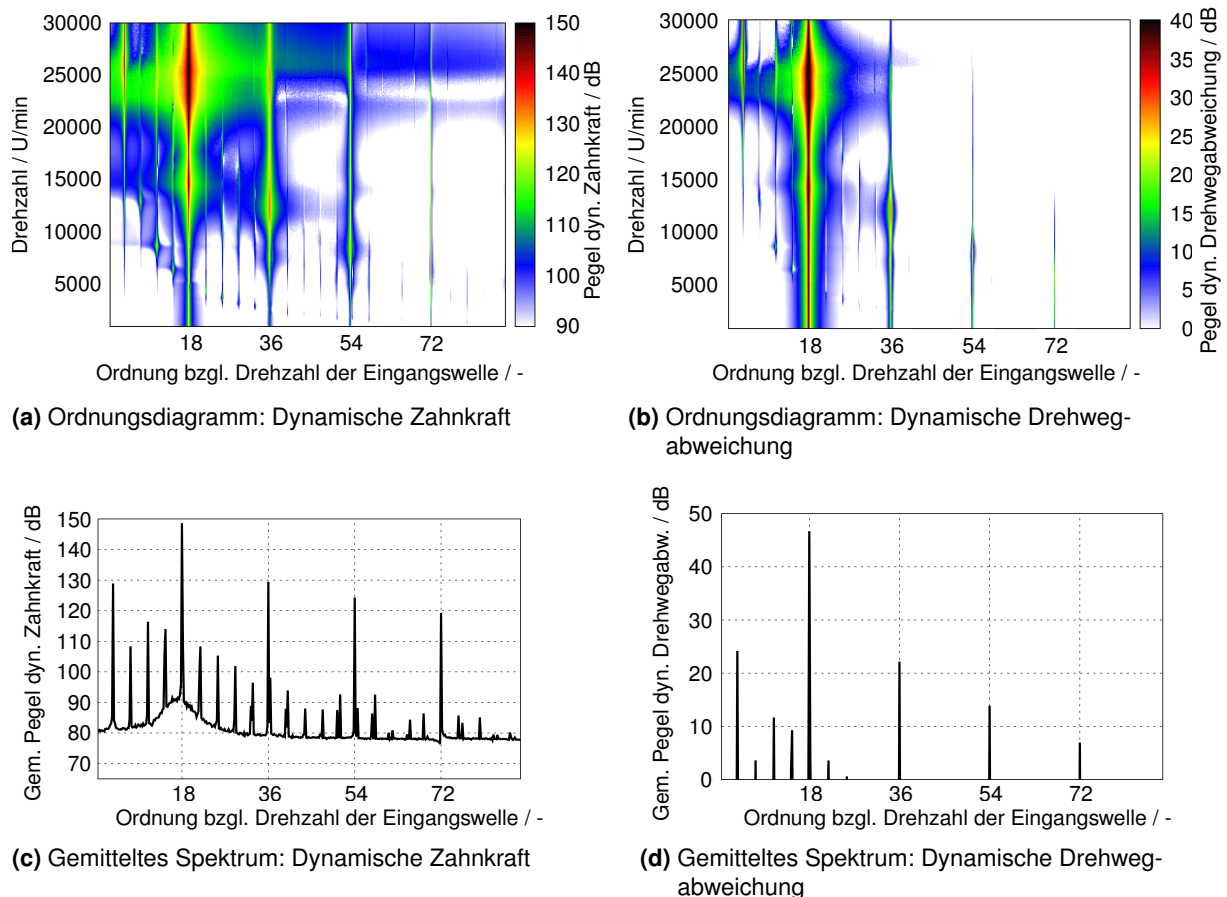 30000
25000
20000
15000
10000
5000
Drehzahl / U/min
18 36 54 72
Ordnung bzgl. Drehzahl der Eingangswelle / -
150
140
130
120
110
100
90
Pegel dyn. Zahnkraft / dB
(a) Ordnungsdiagramm: Dynamische Zahnkraft
30000
25000
20000
15000
10000
5000
Drehzahl / U/min
18 36 54 72
Ordnung bzgl. Drehzahl der Eingangswelle / -
40
35
30
25
20
15
10
5
0
Pegel dyn. Drehwegabweichung / dB
(b) Ordnungsdiagramm: Dynamische Drehweg-
abweichung
150
140
130
120
110
100
90
80
70
Gem. Pegel dyn. Zahnkraft / dB
18 36 54 72
Ordnung bzgl. Drehzahl der Eingangswelle / -
(c) Gemitteltes Spektrum: Dynamische Zahnkraft
50
40
30
20
10
0
Gem. Pegel dyn. Drehwegabw. / dB
18 36 54 72
Ordnung bzgl. Drehzahl der Eingangswelle / -
(d) Gemitteltes Spektrum: Dynamische Drehweg-
abweichung